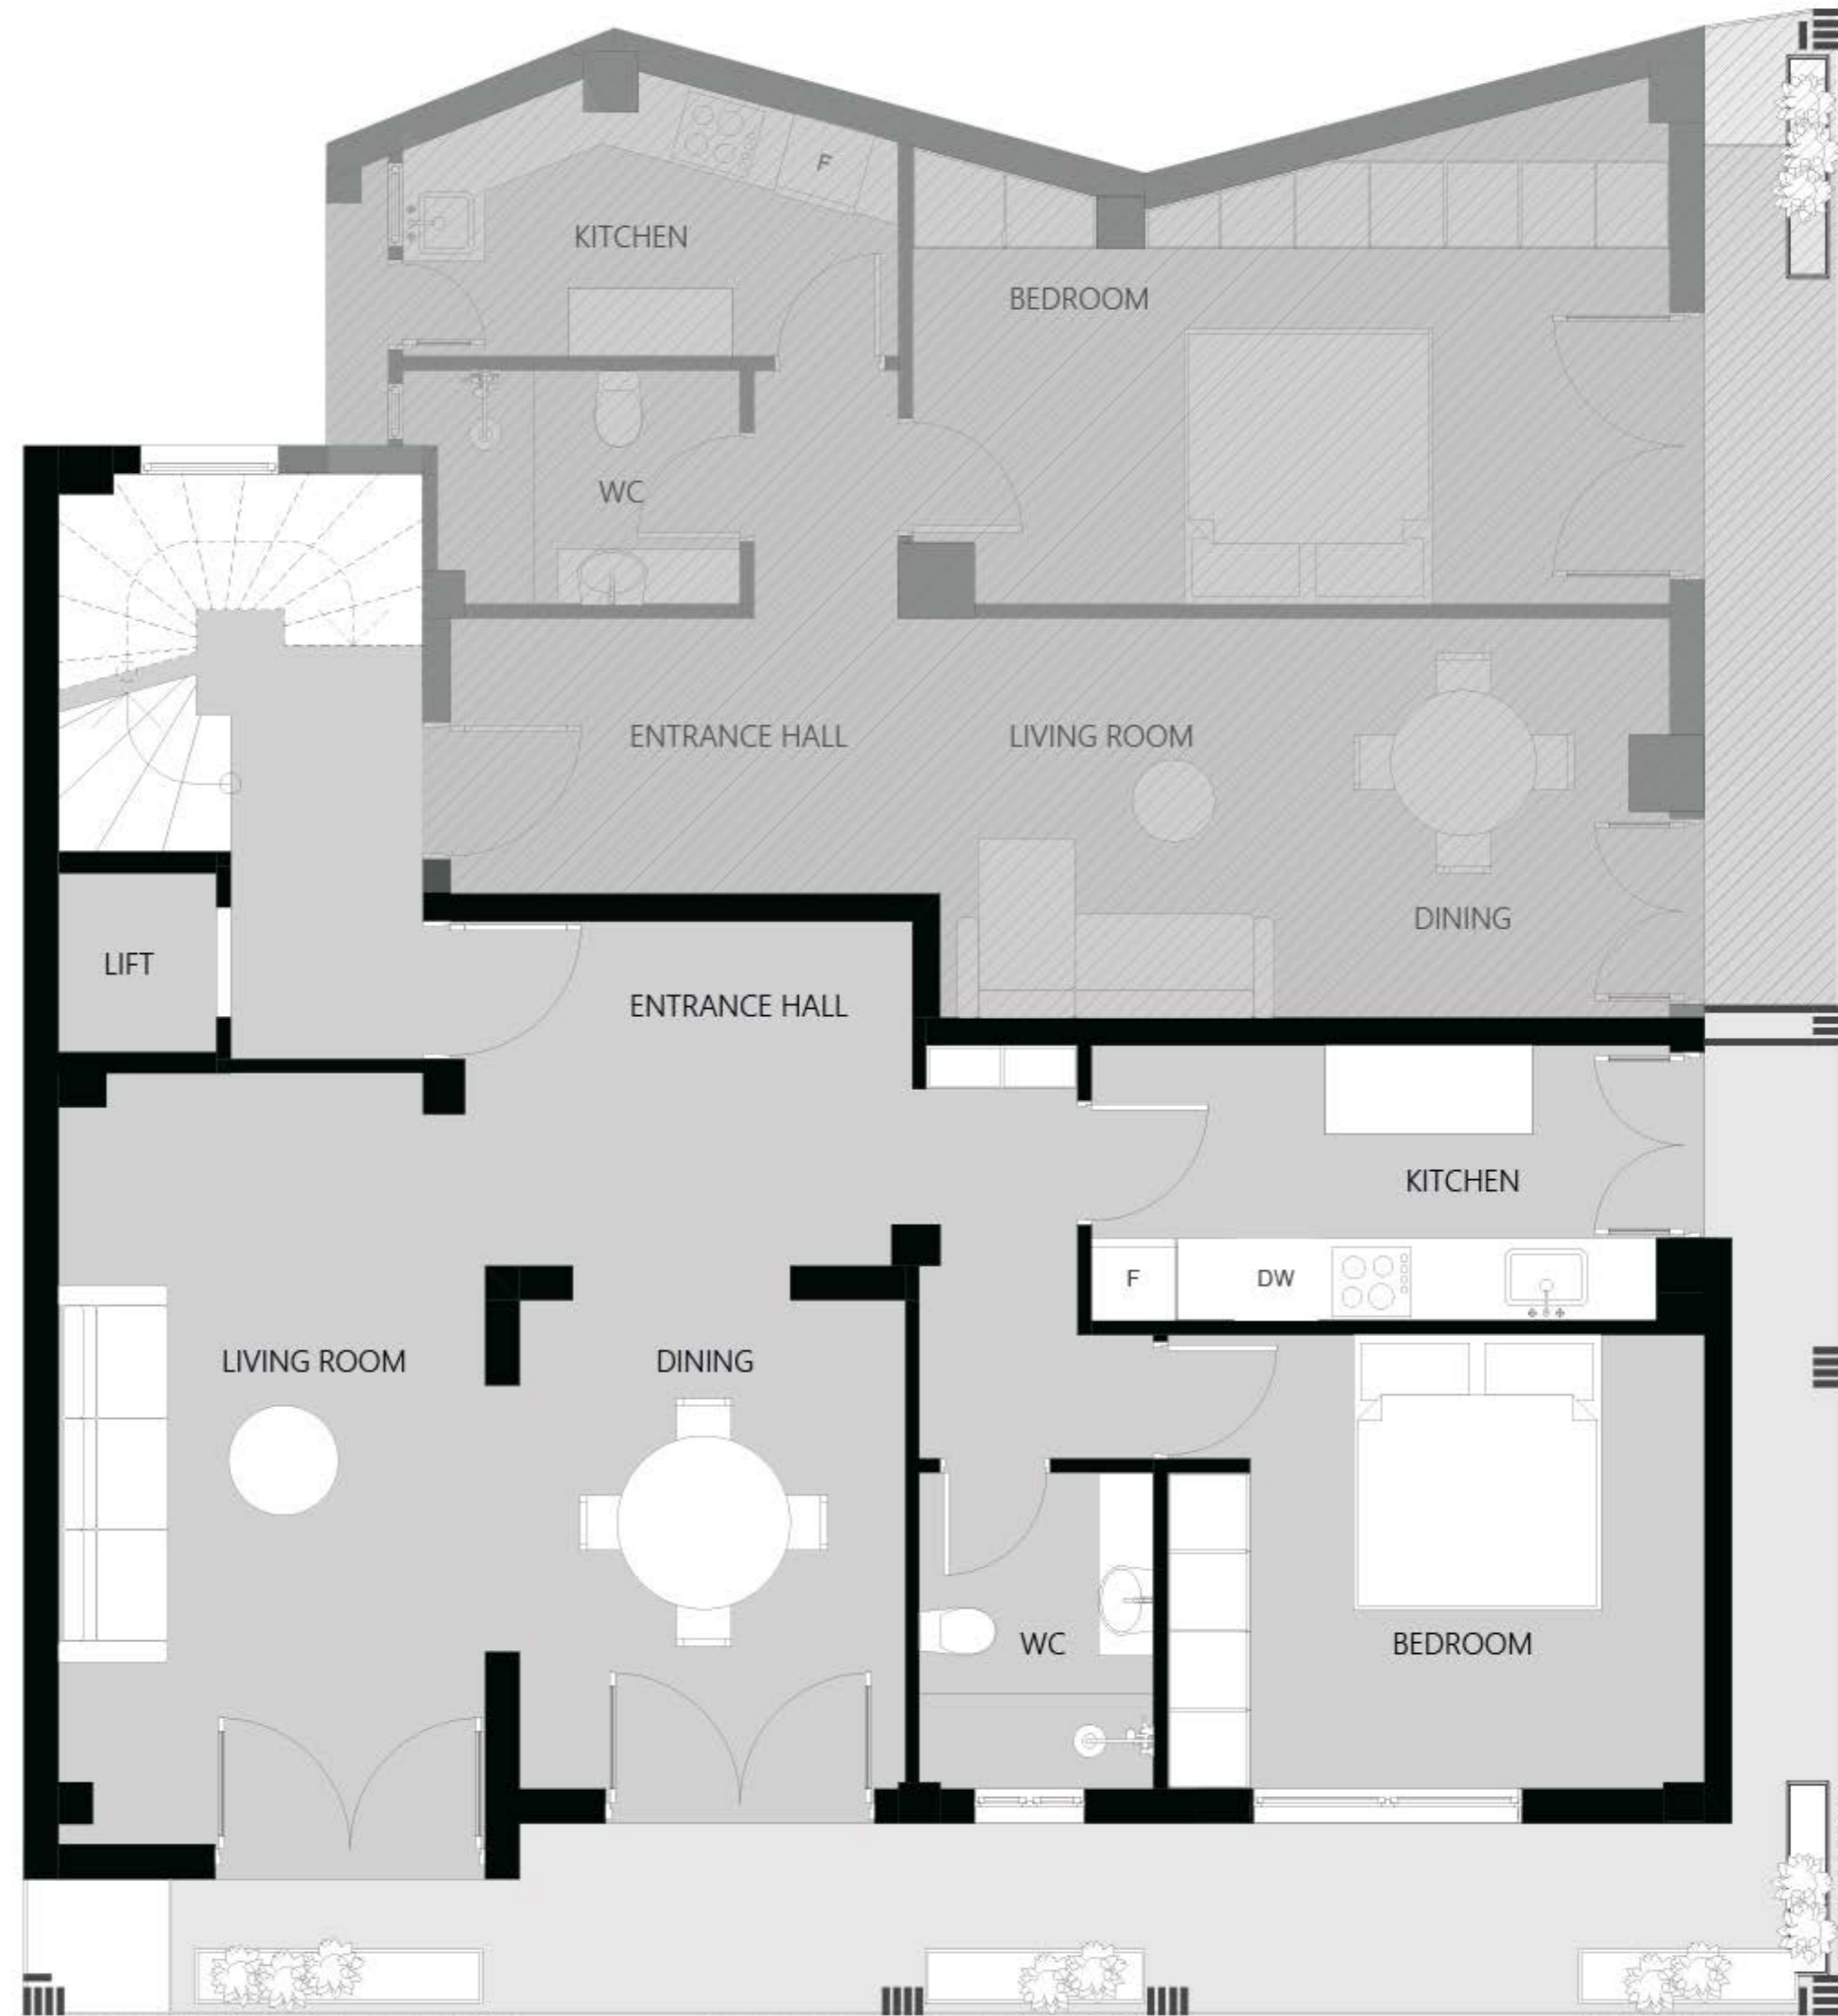 F
KITCHEN
BEDROOM
WC
ENTRANCE HALL
LIVING ROOM
DINING
LIFT
ENTRANCE HALL
KITCHEN
F
DW
LIVING ROOM
DINING
WC
BEDROOM